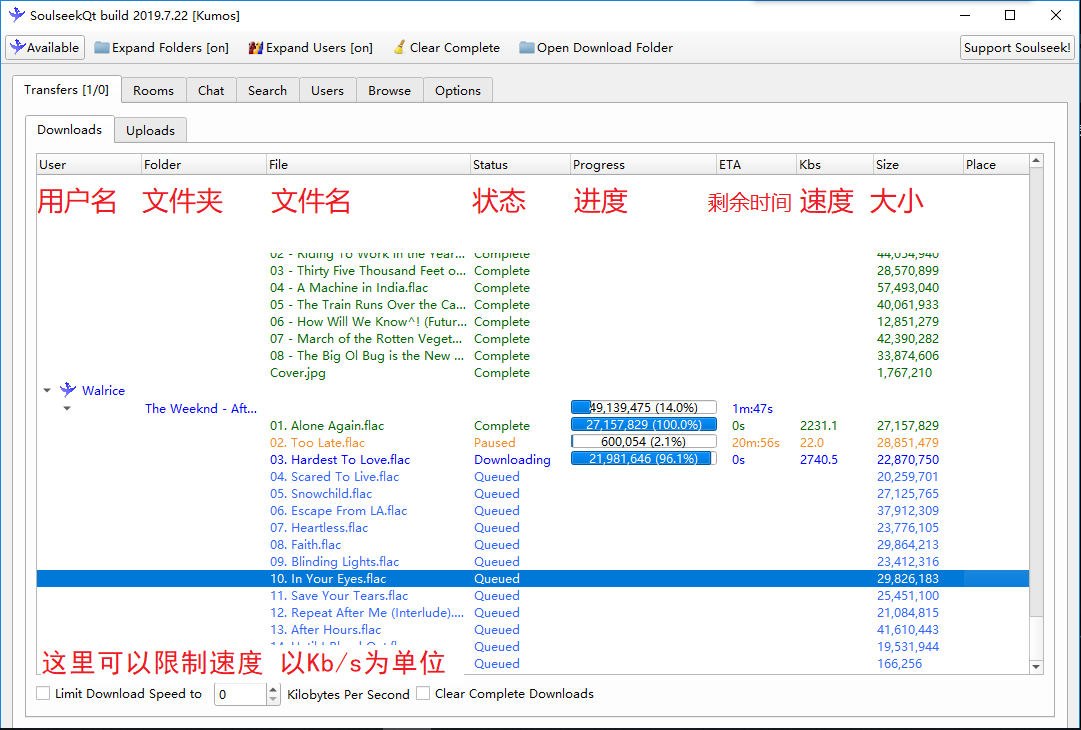 SoulseekQt build 2019.7.22 [Kumos]
Available Expand Folders [on] Expand Users [on] Clear Complete Open Download Folder Support Soulseek!
Transfers [1/0] Rooms Chat Search Users Browse Options
Downloads Uploads
User Folder File Status Progress ETA Kbs Size Place
用户名 文件夹 文件名 状态 进度 剩余时间 速度 大小
02 - Riding To Work in the Year... Complete 44,054,940
03 - Thirty Five Thousand Feet o... Complete 28,570,899
04 - A Machine in India.flac Complete 57,493,040
05 - The Train Runs Over the Ca... Complete 40,061,933
06 - How Will We Know^! (Futur... Complete 12,851,279
07 - March of the Rotten Veget... Complete 42,390,282
08 - The Big Ol Bug is the New ... Complete 33,874,606
Cover.jpg Complete 1,767,210
Walrice
The Weeknd - Aft... 49,139,475 (14.0%) 1m:47s
01. Alone Again.flac Complete 27,157,829 (100.0%) 0s 2231.1 27,157,829
02. Too Late.flac Paused 600,054 (2.1%) 20m:56s 22.0 28,851,479
03. Hardest To Love.flac Downloading 21,981,646 (96.1%) 0s 2740.5 22,870,750
04. Scared To Live.flac Queued 20,259,701
05. Snowchild.flac Queued 27,125,765
06. Escape From LA.flac Queued 37,912,309
07. Heartless.flac Queued 23,776,105
08. Faith.flac Queued 29,864,213
09. Blinding Lights.flac Queued 23,412,316
10. In Your Eyes.flac Queued 29,826,183
11. Save Your Tears.flac Queued 25,451,100
12. Repeat After Me (Interlude).... Queued 21,084,815
13. After Hours.flac Queued 41,610,443
Queued 19,531,944
这里可以限制速度 以Kb/s为单位 Queued 166,256
Limit Download Speed to 0 Kilobytes Per Second Clear Complete Downloads